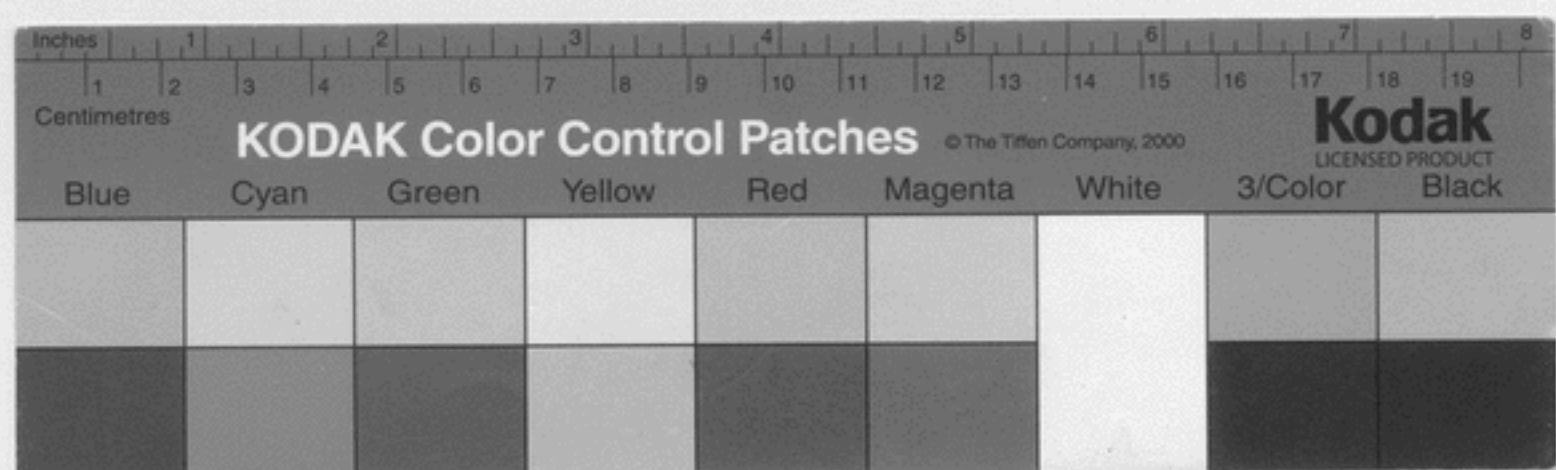 Inches 1 2 3 4 5 6 7 8
1 2 3 4 5 6 7 8 9 10 11 12 13 14 15 16 17 18 19
Centimetres
KODAK Color Control Patches © The Tiffen Company, 2000
Kodak
LICENSED PRODUCT
Blue Cyan Green Yellow Red Magenta White 3/Color Black